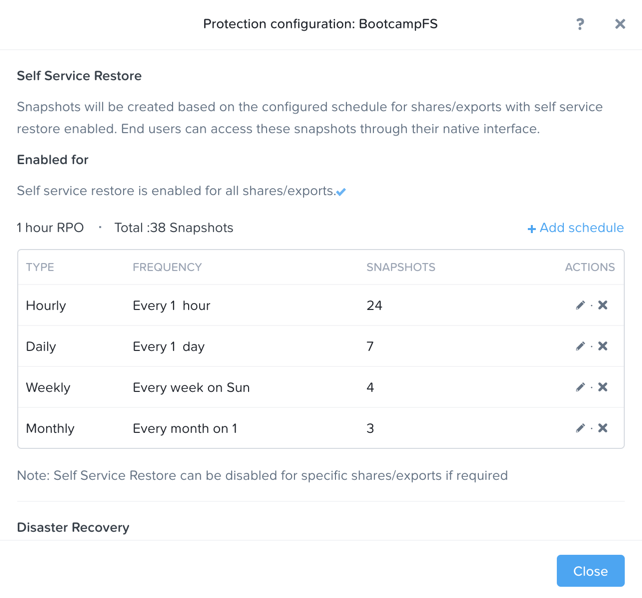 Protection configuration: BootcampFS
?
Self Service Restore
Snapshots will be created based on the configured schedule for shares/exports with self service
restore enabled. End users can access these snapshots through their native interface.
Enabled for
Self service restore is enabled for all shares/exports.
1 hour RPO · Total :38 Snapshots + Add schedule
TYPE FREQUENCY SNAPSHOTS ACTIONS
Hourly Every 1 hour 24
Daily Every 1 day 7
Weekly Every week on Sun 4
Monthly Every month on 1 3
Note: Self Service Restore can be disabled for specific shares/exports if required
Disaster Recovery
Close